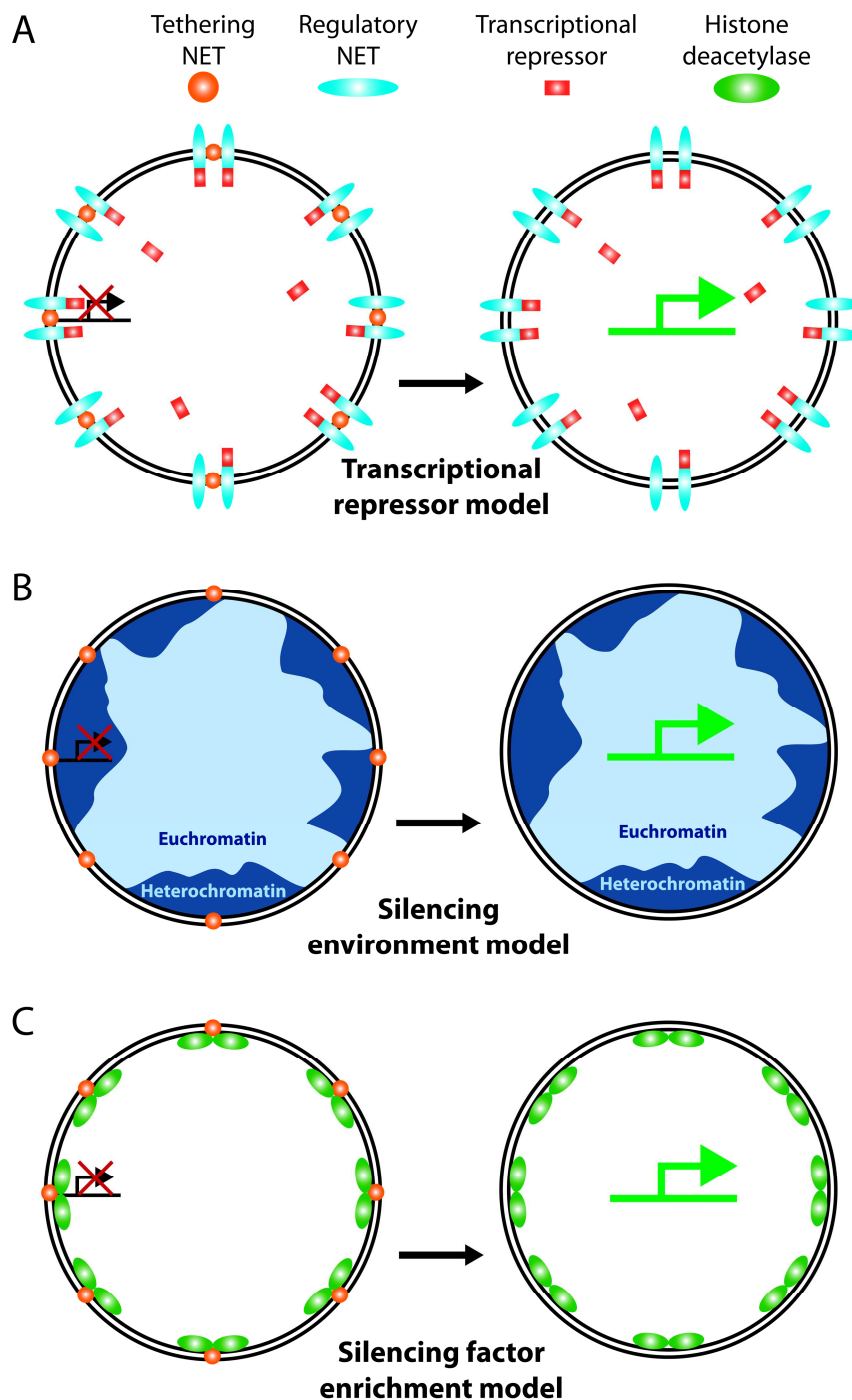 A
Tethering NET
Regulatory NET
Transcriptional repressor
Histone deacetylase
Transcriptional
repressor model
B
Euchromatin
Heterochromatin
Euchromatin
Heterochromatin
Silencing
environment model
C
Silencing factor
enrichment model